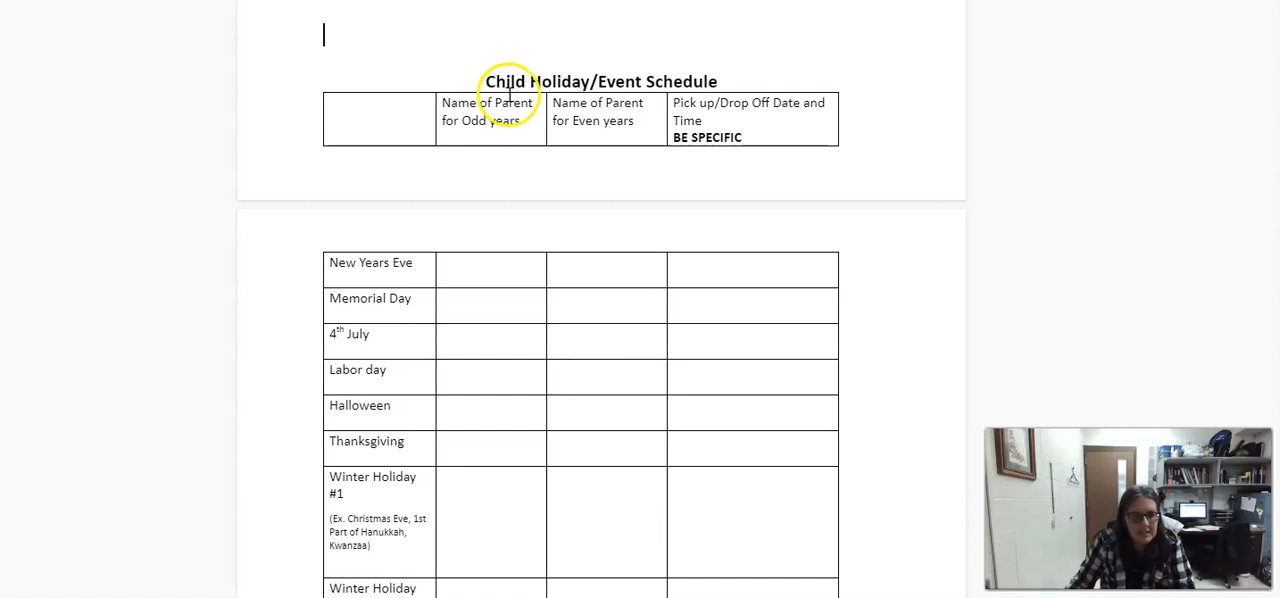 Child Holiday/Event Schedule
Name of Parent for Odd years
Name of Parent for Even years
Pick up/Drop Off Date and Time
BE SPECIFIC
New Years Eve
Memorial Day
4th July
Labor day
Halloween
Thanksgiving
Winter Holiday
#1
(Ex. Christmas Eve, 1st
Part of Hanukkah,
Kwanzaa)
Winter Holiday